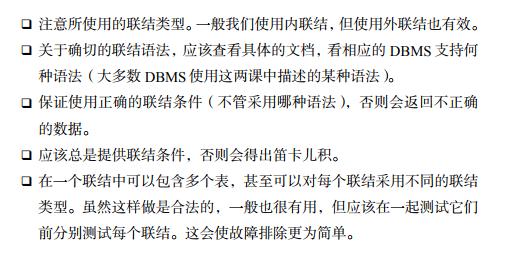 ❑ 注意所使用的联结类型。一般我们使用内联结，但使用外联结也有效。
❑ 关于确切的联结语法，应该查看具体的文档，看相应的 DBMS 支持何
种语法（大多数 DBMS 使用这两课中描述的某种语法）。
❑ 保证使用正确的联结条件（不管采用哪种语法），否则会返回不正确
的数据。
❑ 应该总是提供联结条件，否则会得出笛卡儿积。
❑ 在一个联结中可以包含多个表，甚至可以对每个联结采用不同的联结
类型。虽然这样做是合法的，一般也很有用，但应该在一起测试它们
前分别测试每个联结。这会使故障排除更为简单。